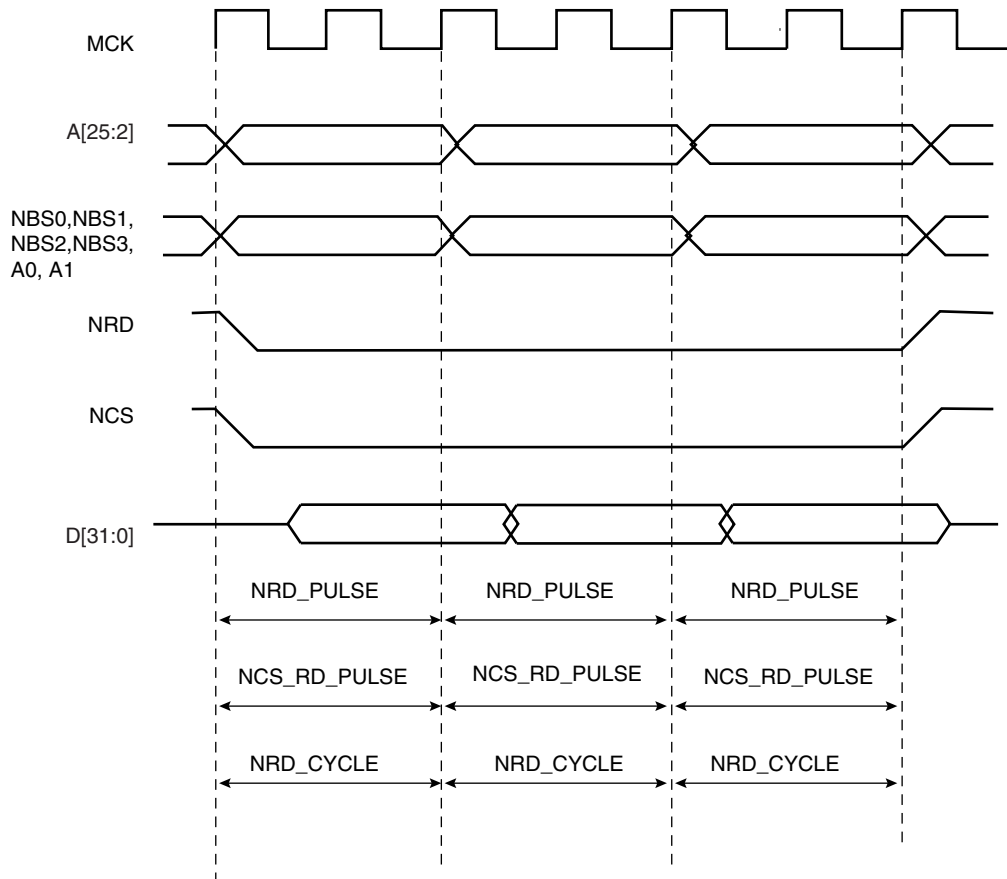 MCK
A[25:2]
NBS0,NBS1,
NBS2,NBS3,
A0, A1
NRD
NCS
D[31:0]
NRD_PULSE NRD_PULSE NRD_PULSE
NCS_RD_PULSE NCS_RD_PULSE NCS_RD_PULSE
NRD_CYCLE NRD_CYCLE NRD_CYCLE